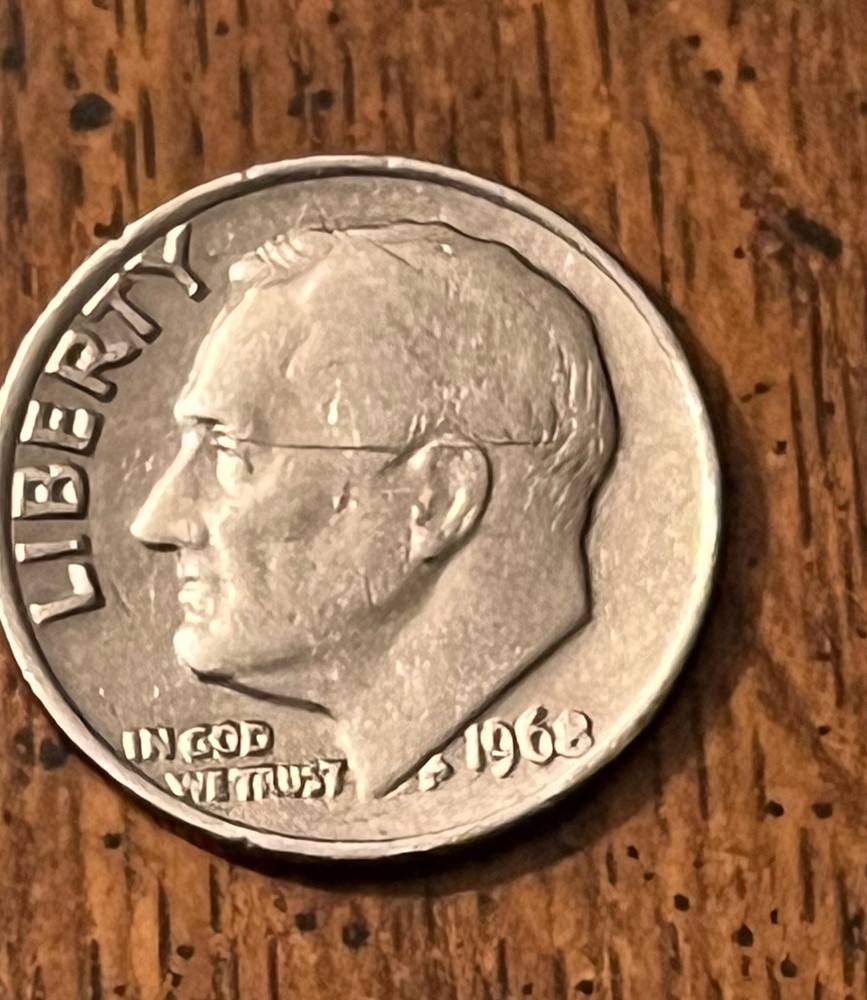 LIBERTY
IN GOD
WE TRUST
1968